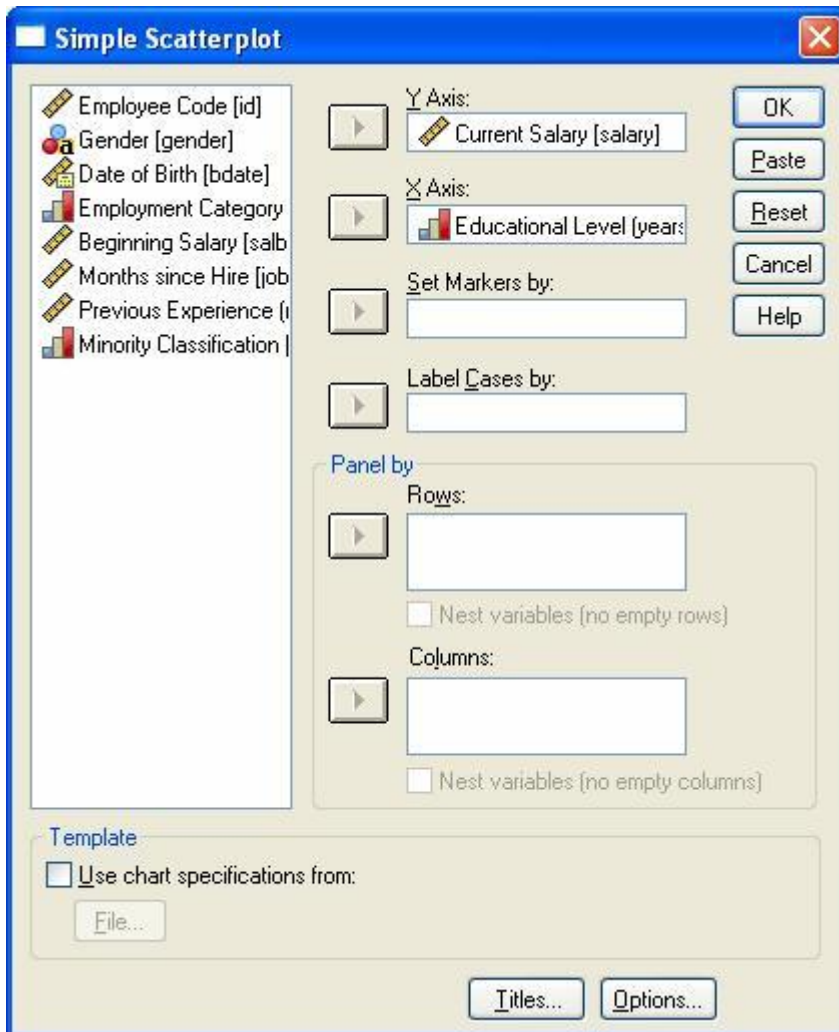 Simple Scatterplot
Employee Code [id]
Gender [gender]
Date of Birth [bdate]
Employment Category
Beginning Salary [salb
Months since Hire [job
Previous Experience (
Minority Classification [
Y Axis:
Current Salary [salary]
X Axis:
Educational Level (years
Set Markers by:
Label Cases by:
Panel by
Rows:
Nest variables (no empty rows)
Columns:
Nest variables (no empty columns)
OK
Paste
Reset
Cancel
Help
Template
Use chart specifications from:
File...
Titles...
Options...